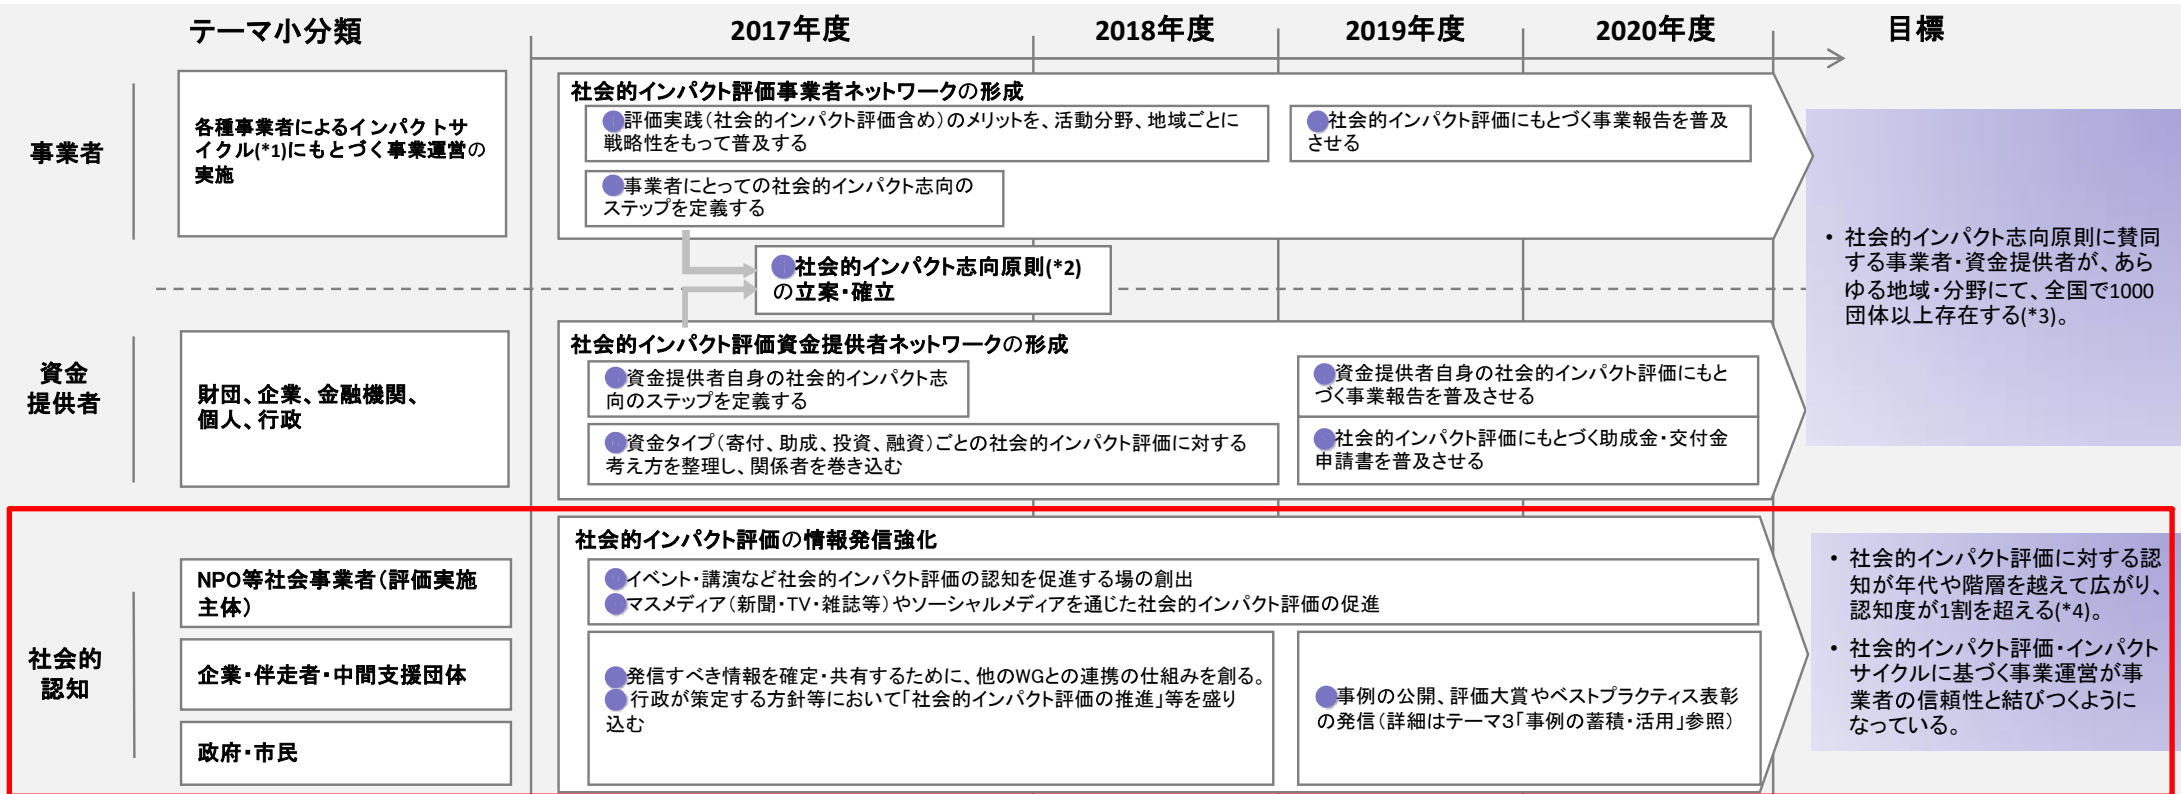 テーマ小分類
2017年度
2018年度
2019年度
2020年度
目標
事業者
各種事業者によるインパクトサ
イクル(*1)にもとづく事業運営の
実施
社会的インパクト評価事業者ネットワークの形成
評価実践（社会的インパクト評価含め）のメリットを、活動分野、地域ごとに
戦略性をもって普及する
社会的インパクト評価にもとづく事業報告を普及
させる
事業者にとっての社会的インパクト志向の
ステップを定義する
社会的インパクト志向原則(*2)
の立案・確立
・社会的インパクト志向原則に賛同
する事業者・資金提供者が、あら
ゆる地域・分野にて、全国で1000
団体以上存在する(*3)。
資金
提供者
財団、企業、金融機関、
個人、行政
社会的インパクト評価資金提供者ネットワークの形成
資金提供者自身の社会的インパクト志
向のステップを定義する
資金提供者自身の社会的インパクト評価にもと
づく事業報告を普及させる
資金タイプ（寄付、助成、投資、融資）ごとの社会的インパクト評価に対する
考え方を整理し、関係者を巻き込む
社会的インパクト評価にもとづく助成金・交付金
申請書を普及させる
社会的
認知
NPO等社会事業者（評価実施
主体）
企業・伴走者・中間支援団体
政府・市民
社会的インパクト評価の情報発信強化
イベント・講演など社会的インパクト評価の認知を促進する場の創出
マスメディア（新聞・TV・雑誌等）やソーシャルメディアを通じた社会的インパクト評価の促進
発信すべき情報を確定・共有するために、他のWGとの連携の仕組みを創る。
行政が策定する方針等において「社会的インパクト評価の推進」等を盛り
込む
事例の公開、評価大賞やベストプラクティス表彰
の発信（詳細はテーマ3「事例の蓄積・活用」参照）
・社会的インパクト評価に対する認
知が年代や階層を越えて広がり、
認知度が1割を超える(*4)。
・社会的インパクト評価・インパクト
サイクルに基づく事業運営が事
業者の信頼性と結びつくように
なっている。